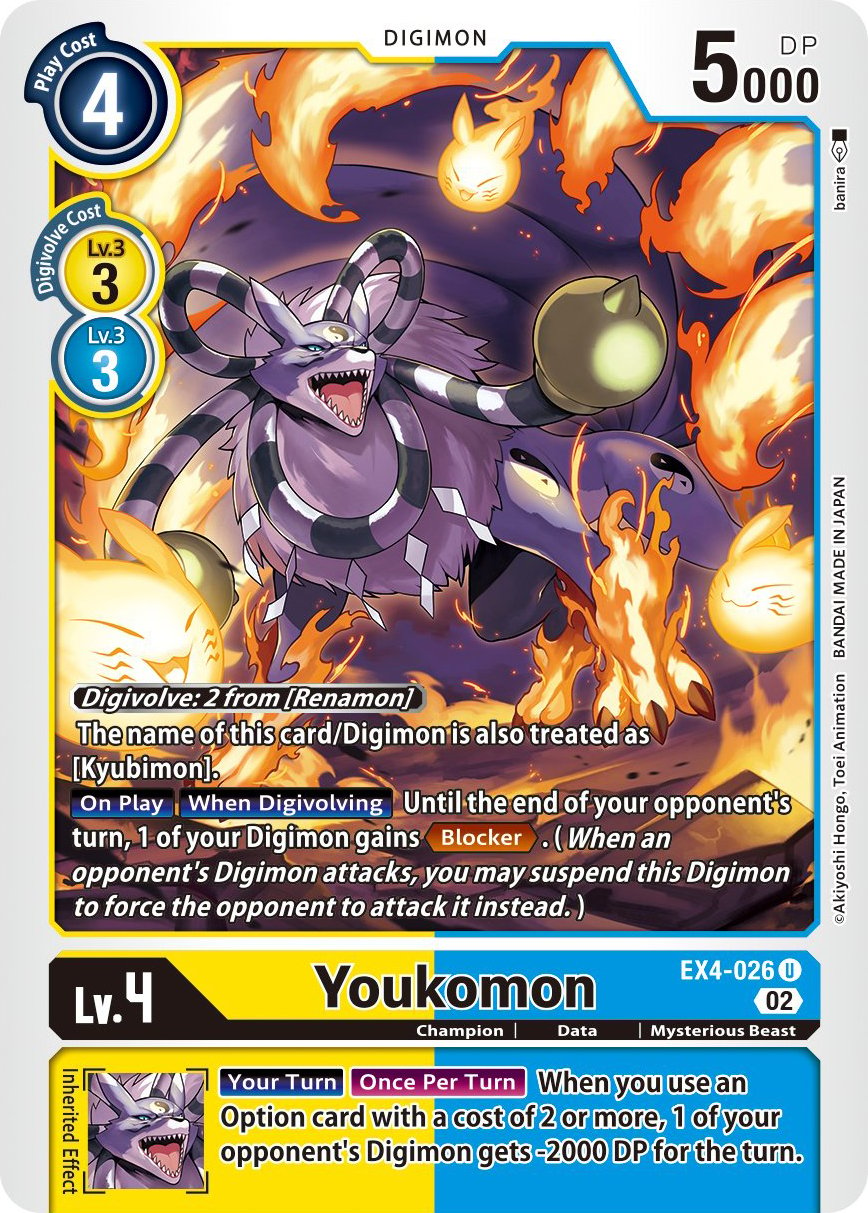 DIGIMON
Play Cost
4
DP
5000
Digivolve Cost
Lv.3
3
Lv.3
3
banira
BANDAI MADE IN JAPAN
©Akiyoshi Hongo, Toei Animation
Digivolve: 2 from [Renamon]
The name of this card/Digimon is also treated as
[Kyubimon].
On Play When Digivolving Until the end of your opponent's
turn, 1 of your Digimon gains Blocker . (When an
opponent's Digimon attacks, you may suspend this Digimon
to force the opponent to attack it instead.)
Lv.4
Youkomon
EX4-026 U
02
Champion | Data | Mysterious Beast
Inherited Effect
Your Turn Once Per Turn When you use an
Option card with a cost of 2 or more, 1 of your
opponent's Digimon gets -2000 DP for the turn.